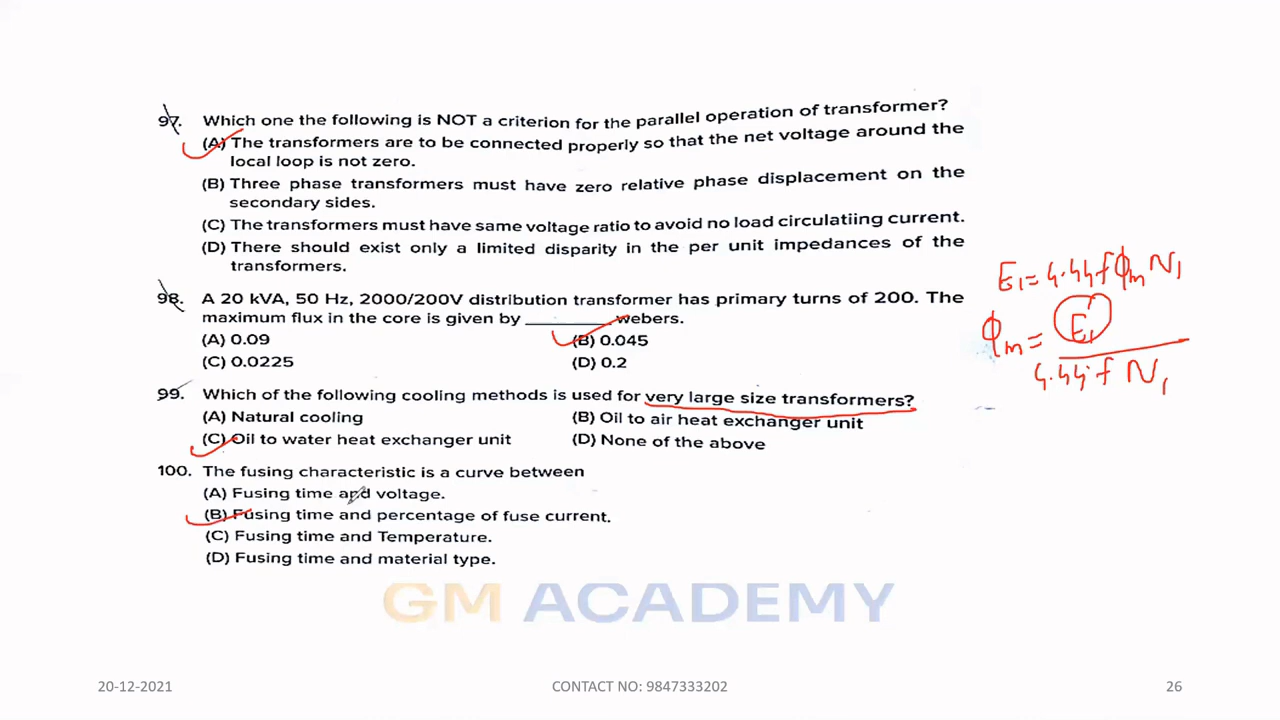 97. Which one the following is NOT a criterion for the parallel operation of transformer?
(A) The transformers are to be connected properly so that the net voltage around the
local loop is not zero.
(B) Three phase transformers must have zero relative phase displacement on the
secondary sides.
(C) The transformers must have same voltage ratio to avoid no load circulatiing current.
(D) There should exist only a limited disparity in the per unit impedances of the
transformers.
98. A 20 kVA, 50 Hz, 2000/200V distribution transformer has primary turns of 200. The
maximum flux in the core is given by ________ webers.
(A) 0.09 (B) 0.045
(C) 0.0225 (D) 0.2
E1 = 4.44 f ϕm N1
ϕm = E1
4.44 f N1
99. Which of the following cooling methods is used for very large size transformers?
(A) Natural cooling (B) Oil to air heat exchanger unit
(C) Oil to water heat exchanger unit (D) None of the above
100. The fusing characteristic is a curve between
(A) Fusing time and voltage.
(B) Fusing time and percentage of fuse current.
(C) Fusing time and Temperature.
(D) Fusing time and material type.
GM ACADEMY
20-12-2021 CONTACT NO: 9847333202 26